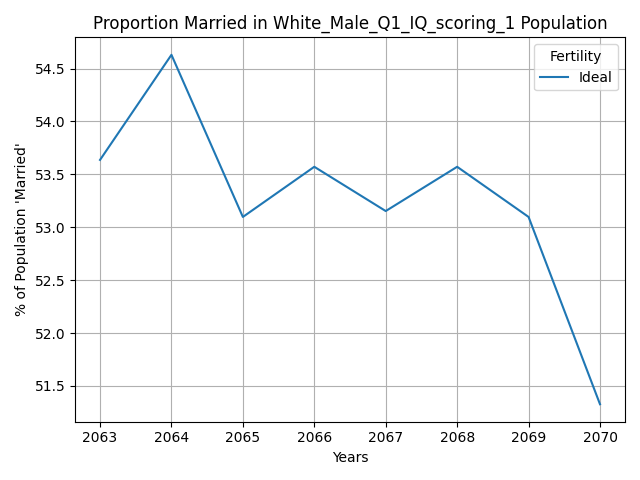 Proportion Married in White_Male_Q1_IQ_scoring_1 Population
Fertility
Ideal
% of Population 'Married'
54.5
54.0
53.5
53.0
52.5
52.0
51.5
2063 2064 2065 2066 2067 2068 2069 2070
Years